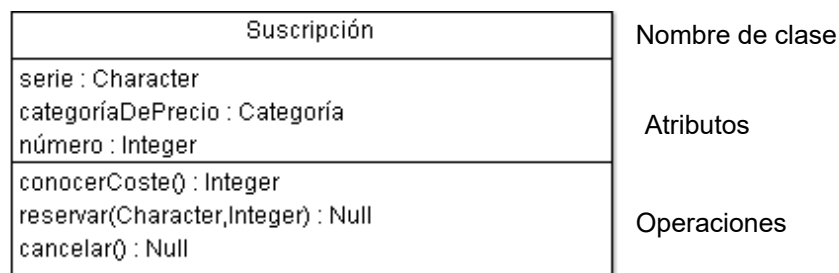 Suscripción
Nombre de clase
serie : Character
categoríaDePrecio : Categoría
número : Integer
Atributos
conocerCoste() : Integer
reservar(Character,Integer) : Null
cancelar() : Null
Operaciones